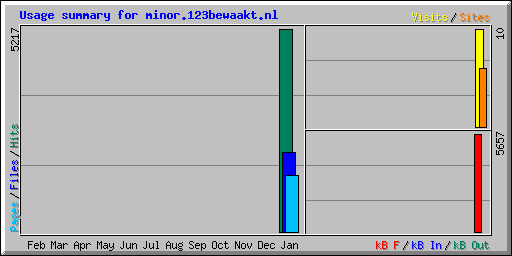 Usage summary for minor.123bewaakt.nl
Visits/Sites
5217
10
5657
Pages/Files/Hits
Feb Mar Apr May Jun Jul Aug Sep Oct Nov Dec Jan
kB F/kB In/kB Out